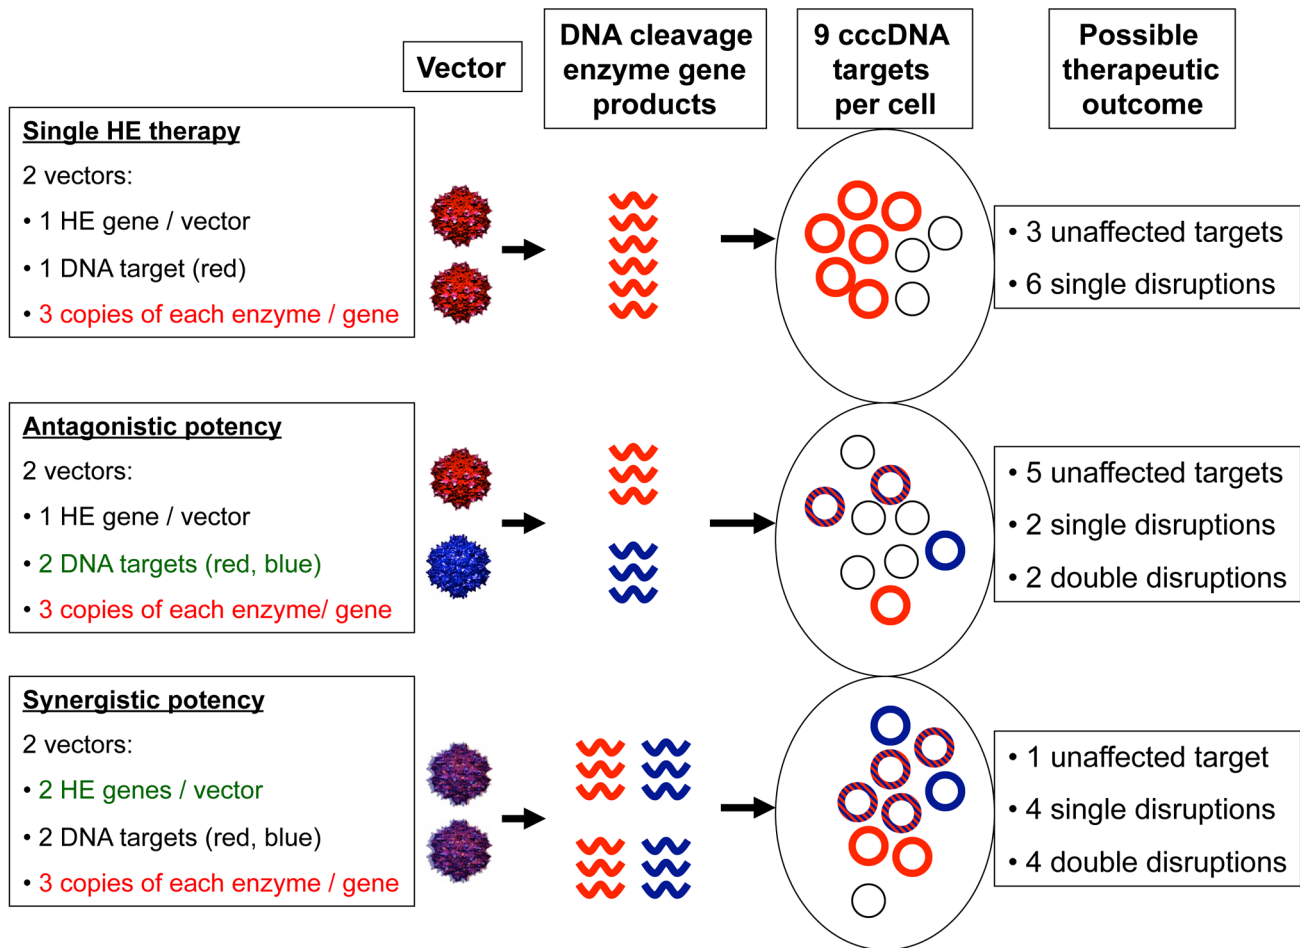 Vector
DNA cleavage
enzyme gene
products
9 cccDNA
targets
per cell
Possible
therapeutic
outcome
Single HE therapy
2 vectors:
• 1 HE gene / vector
• 1 DNA target (red)
• 3 copies of each enzyme / gene
• 3 unaffected targets
• 6 single disruptions
Antagonistic potency
2 vectors:
• 1 HE gene / vector
• 2 DNA targets (red, blue)
• 3 copies of each enzyme/ gene
• 5 unaffected targets
• 2 single disruptions
• 2 double disruptions
Synergistic potency
2 vectors:
• 2 HE genes / vector
• 2 DNA targets (red, blue)
• 3 copies of each enzyme / gene
• 1 unaffected target
• 4 single disruptions
• 4 double disruptions